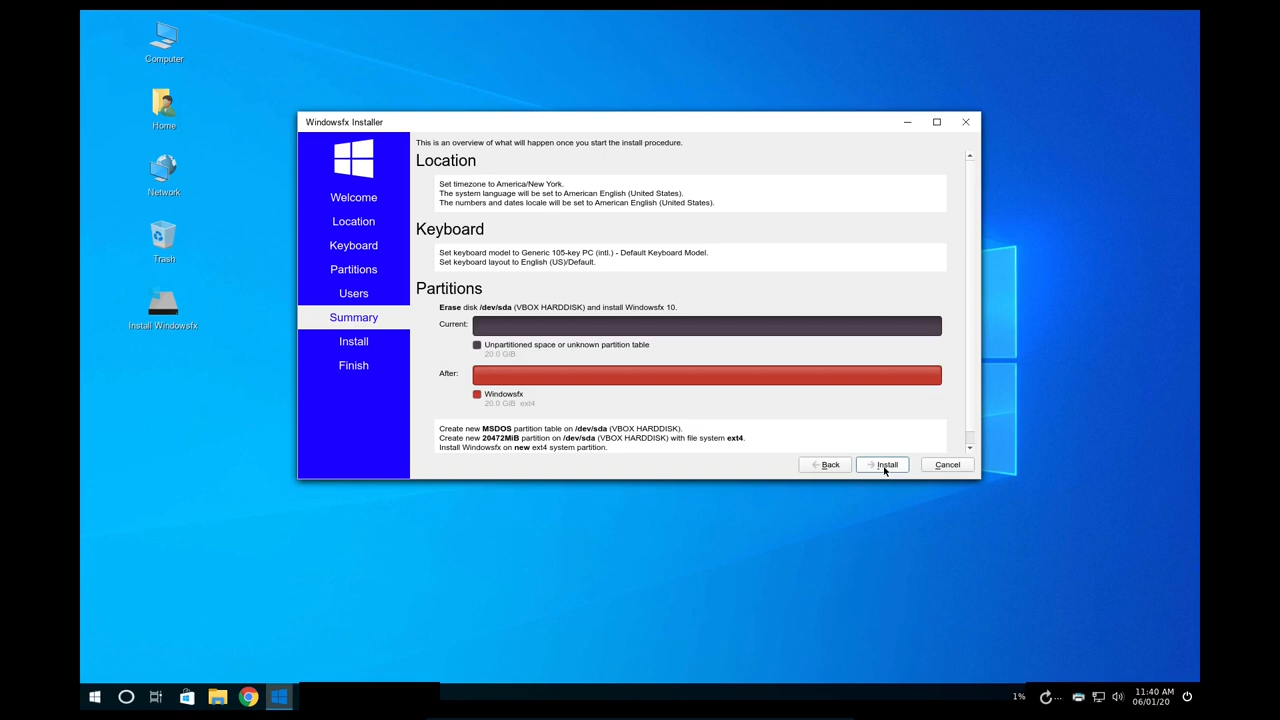 Computer
Home
Network
Trash
Install Windowsfx
Windowsfx Installer
Welcome
Location
Keyboard
Partitions
Users
Summary
Install
Finish
This is an overview of what will happen once you start the install procedure.
Location
Set timezone to America/New York.
The system language will be set to American English (United States).
The numbers and dates locale will be set to American English (United States).
Keyboard
Set keyboard model to Generic 105-key PC (intl.) - Default Keyboard Model.
Set keyboard layout to English (US)/Default.
Partitions
Erase disk /dev/sda (VBOX HARDDISK) and install Windowsfx 10.
Current:
Unpartitioned space or unknown partition table
20.0 GiB
After:
Windowsfx
20.0 GiB ext4
Create new MSDOS partition table on /dev/sda (VBOX HARDDISK).
Create new 20472MiB partition on /dev/sda (VBOX HARDDISK) with file system ext4.
Install Windowsfx on new ext4 system partition.
Back
Install
Cancel
1%
...
11:40 AM
06/01/20